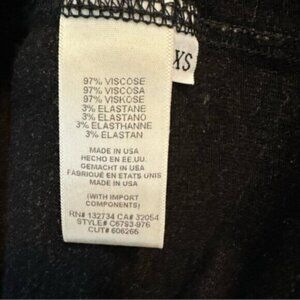 XS
97% VISCOSE
97% VISCOSA
97% VISKOSE
3% ELASTANE
3% ELASTANO
3% ELASTHANNE
3% ELASTAN
MADE IN USA
HECHO EN EE.UU.
GEMACHT IN USA
FABRIQUÉ EN ETATS UNIS
MADE IN USA
(WITH IMPORT
COMPONENTS)
RN# 132734 CA# 32054
STYLE# C6793-976
CUT# 606266